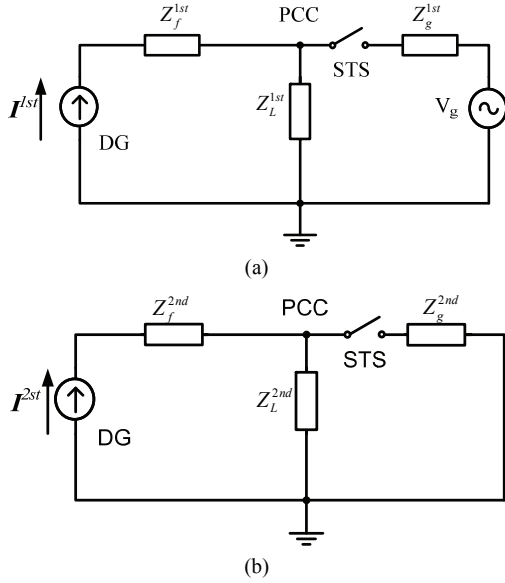 Z_f^{1st} PCC Z_g^{1st}
STS
Z_L^{1st}
I^{1st} V_g
DG
(a)
Z_f^{2nd} PCC Z_g^{2nd}
STS
Z_L^{2nd}
I^{2st}
DG
(b)